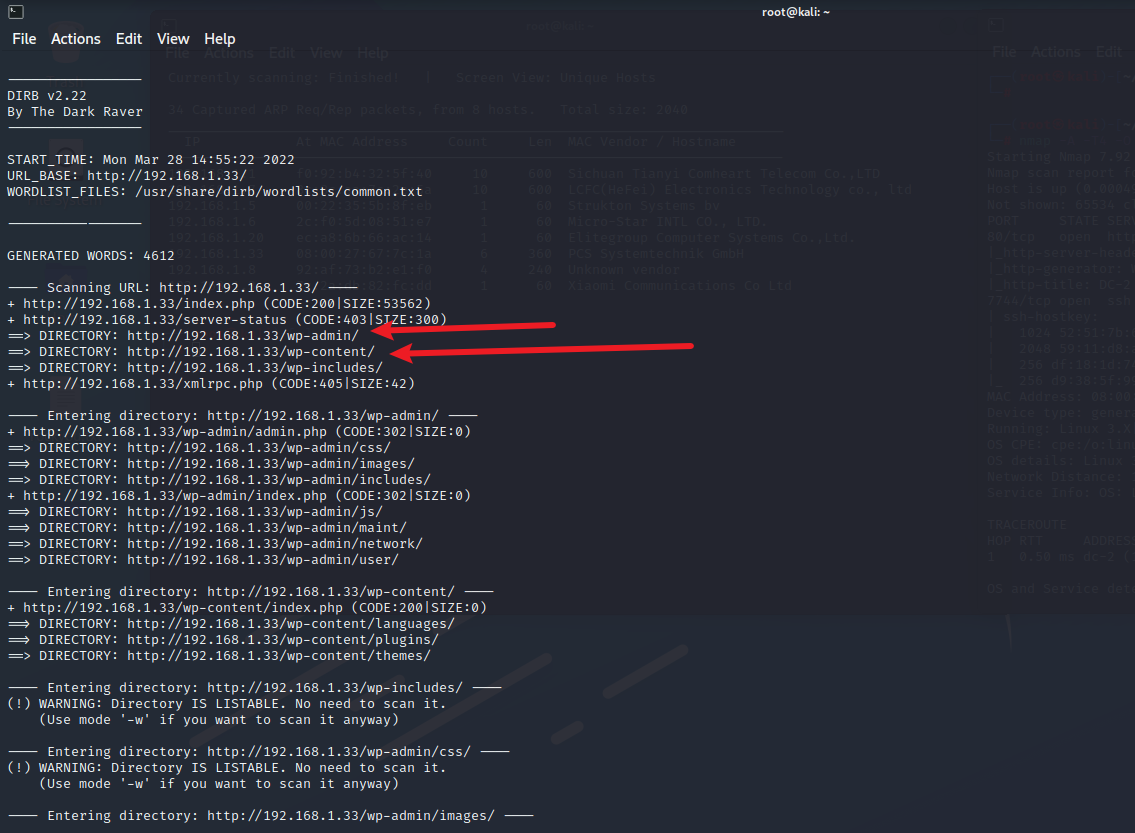 root@kali: ~
File Actions Edit View Help
DIRB v2.22
By The Dark Raver
START_TIME: Mon Mar 28 14:55:22 2022
URL_BASE: http://192.168.1.33/
WORDLIST_FILES: /usr/share/dirb/wordlists/common.txt
GENERATED WORDS: 4612
---- Scanning URL: http://192.168.1.33/ ----
+ http://192.168.1.33/index.php (CODE:200|SIZE:53562)
+ http://192.168.1.33/server-status (CODE:403|SIZE:300)
==> DIRECTORY: http://192.168.1.33/wp-admin/
==> DIRECTORY: http://192.168.1.33/wp-content/
==> DIRECTORY: http://192.168.1.33/wp-includes/
+ http://192.168.1.33/xmlrpc.php (CODE:405|SIZE:42)
---- Entering directory: http://192.168.1.33/wp-admin/ ----
+ http://192.168.1.33/wp-admin/admin.php (CODE:302|SIZE:0)
==> DIRECTORY: http://192.168.1.33/wp-admin/css/
==> DIRECTORY: http://192.168.1.33/wp-admin/images/
==> DIRECTORY: http://192.168.1.33/wp-admin/includes/
+ http://192.168.1.33/wp-admin/index.php (CODE:302|SIZE:0)
==> DIRECTORY: http://192.168.1.33/wp-admin/js/
==> DIRECTORY: http://192.168.1.33/wp-admin/maint/
==> DIRECTORY: http://192.168.1.33/wp-admin/network/
==> DIRECTORY: http://192.168.1.33/wp-admin/user/
---- Entering directory: http://192.168.1.33/wp-content/ ----
+ http://192.168.1.33/wp-content/index.php (CODE:200|SIZE:0)
==> DIRECTORY: http://192.168.1.33/wp-content/languages/
==> DIRECTORY: http://192.168.1.33/wp-content/plugins/
==> DIRECTORY: http://192.168.1.33/wp-content/themes/
---- Entering directory: http://192.168.1.33/wp-includes/ ----
(!) WARNING: Directory IS LISTABLE. No need to scan it.
(Use mode '-w' if you want to scan it anyway)
---- Entering directory: http://192.168.1.33/wp-admin/css/ ----
(!) WARNING: Directory IS LISTABLE. No need to scan it.
(Use mode '-w' if you want to scan it anyway)
---- Entering directory: http://192.168.1.33/wp-admin/images/ ----